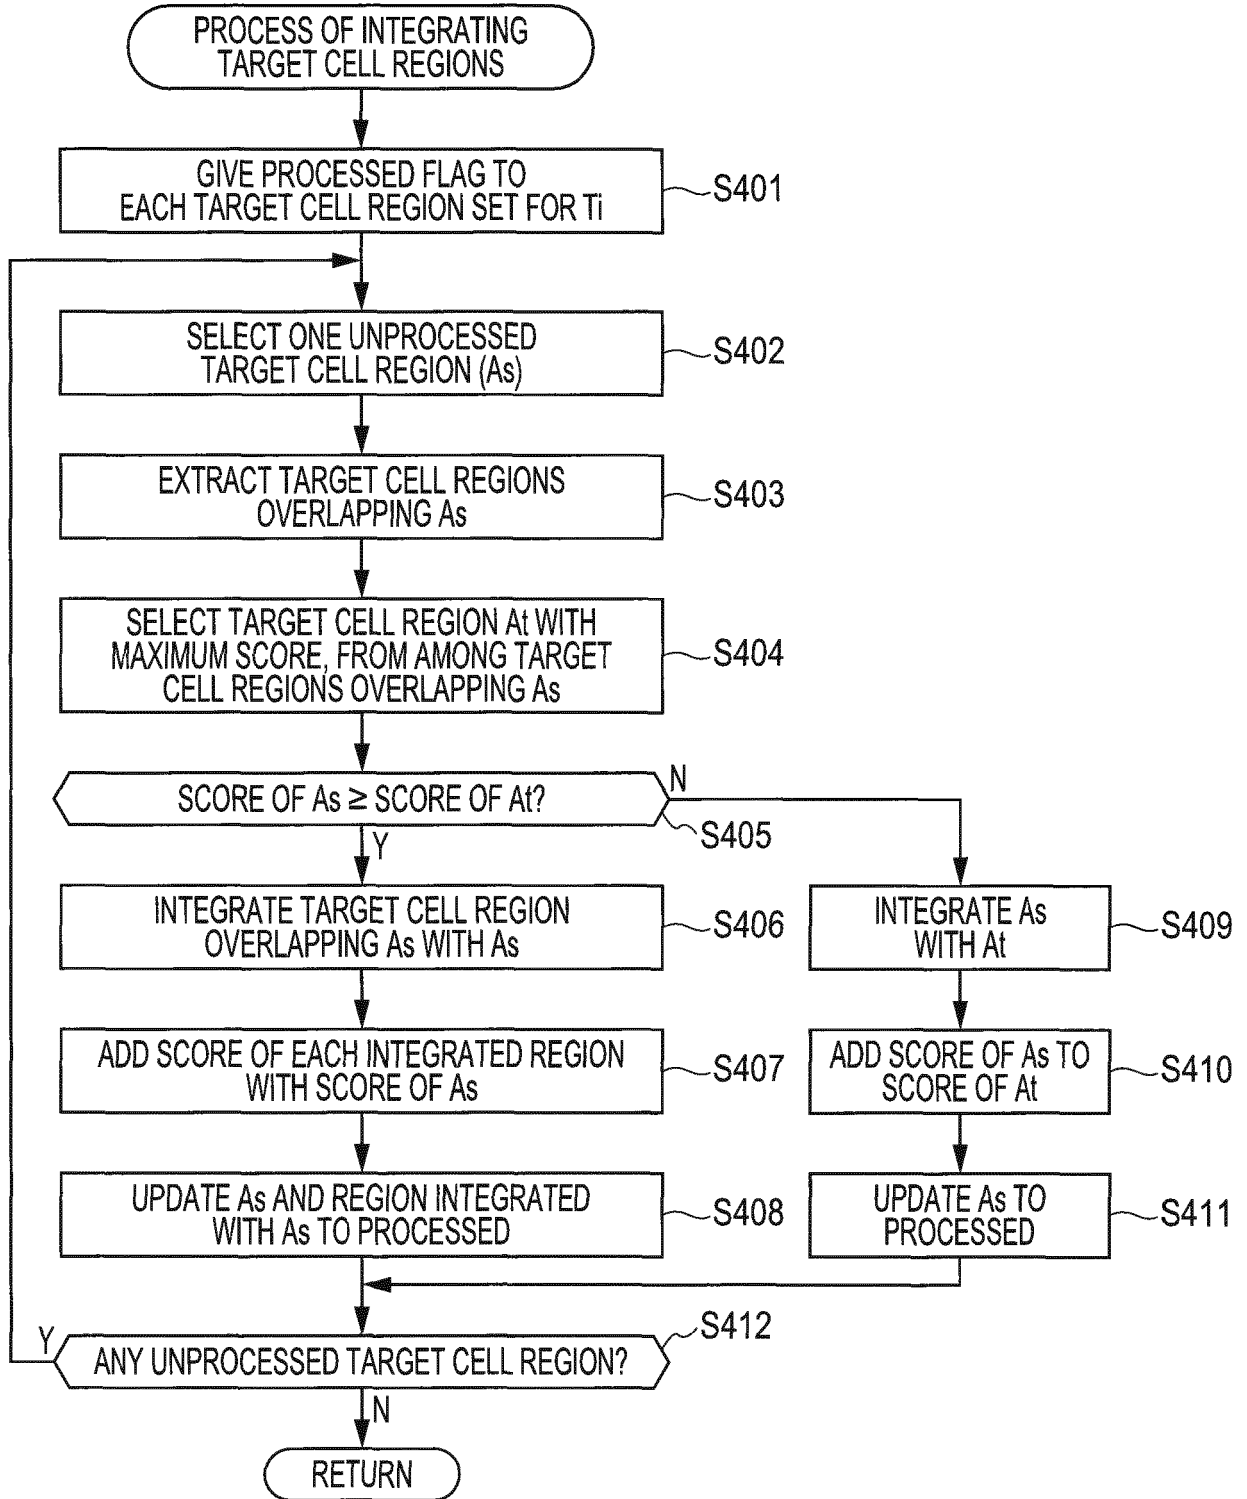 PROCESS OF INTEGRATING
TARGET CELL REGIONS
GIVE PROCESSED FLAG TO
EACH TARGET CELL REGION SET FOR Ti
S401
SELECT ONE UNPROCESSED
TARGET CELL REGION (As)
S402
EXTRACT TARGET CELL REGIONS
OVERLAPPING As
S403
SELECT TARGET CELL REGION At WITH
MAXIMUM SCORE, FROM AMONG TARGET
CELL REGIONS OVERLAPPING As
S404
SCORE OF As ≥ SCORE OF At?
N
S405
Y
INTEGRATE TARGET CELL REGION
OVERLAPPING As WITH As
S406
INTEGRATE As
WITH At
S409
ADD SCORE OF EACH INTEGRATED REGION
WITH SCORE OF As
S407
ADD SCORE OF As TO
SCORE OF At
S410
UPDATE As AND REGION INTEGRATED
WITH As TO PROCESSED
S408
UPDATE As TO
PROCESSED
S411
Y
S412
ANY UNPROCESSED TARGET CELL REGION?
N
RETURN